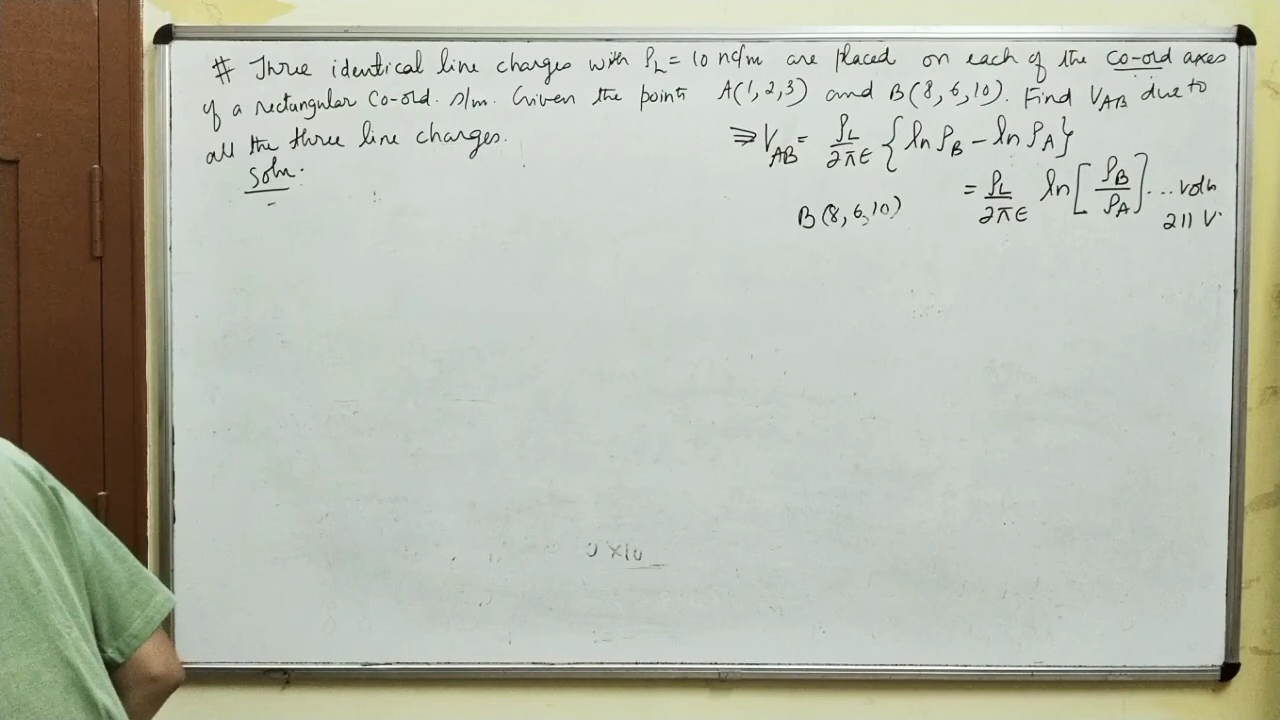 # Three identical line charges with ρL = 10 nc/m are placed on each of the co-ord axes
of a rectangular co-ord. s/m. Given the points A(1,2,3) and B(8,6,10). Find VAB due to
all the three line charges.
Soln.
⇒ VAB = ρL/2πϵ {ln ρB − ln ρA}
= ρL/2πϵ ln[ρB/ρA]... volts
B(8,6,10)
211 V.